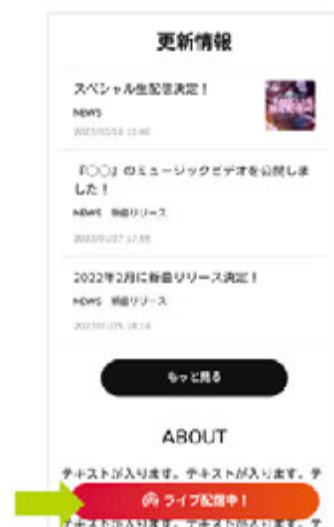 更新情報
スペシャル生配信決定！
NEWS
『○○』のミュージックビデオを公開しま
した！
NEWS 新曲リリース
2022年2月に新曲リリース決定！
NEWS 新曲リリース
もっと見る
ABOUT
テキストが入ります。テキストが入ります。テ
ライブ配信中！